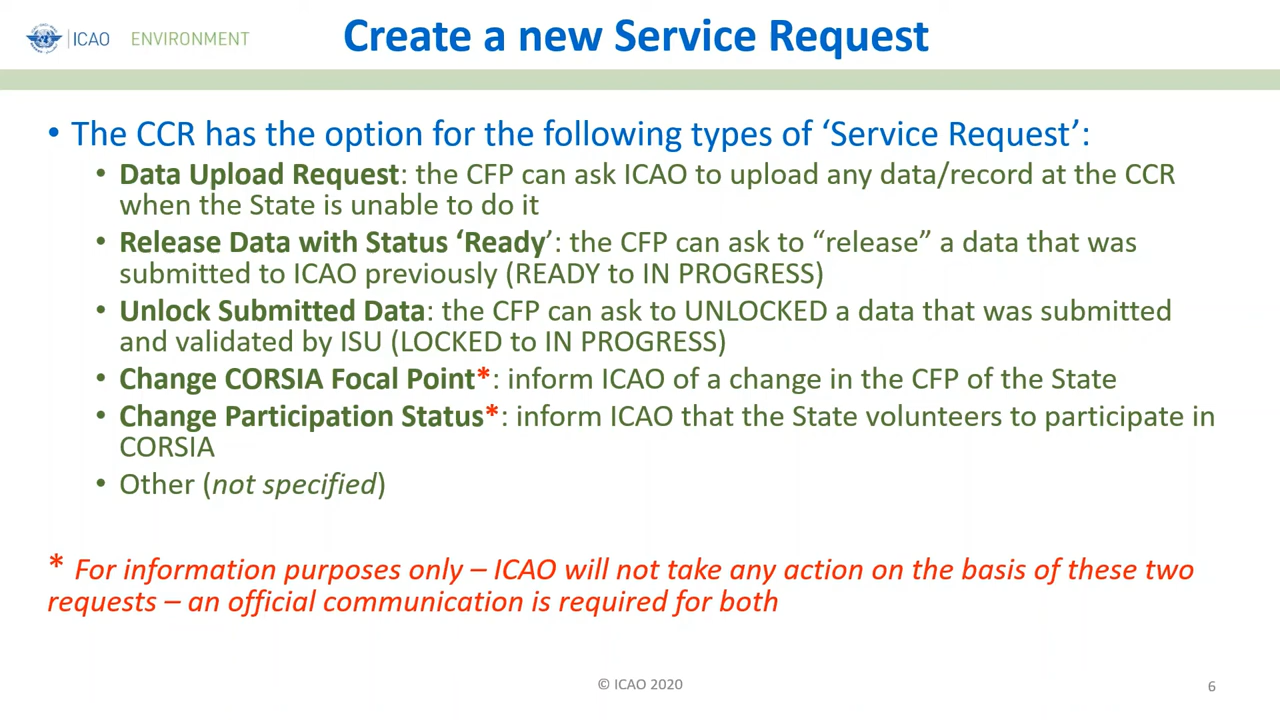 ICAO ENVIRONMENT
Create a new Service Request
• The CCR has the option for the following types of ‘Service Request’:
• Data Upload Request: the CFP can ask ICAO to upload any data/record at the CCR
when the State is unable to do it
• Release Data with Status ‘Ready’: the CFP can ask to “release” a data that was
submitted to ICAO previously (READY to IN PROGRESS)
• Unlock Submitted Data: the CFP can ask to UNLOCKED a data that was submitted
and validated by ISU (LOCKED to IN PROGRESS)
• Change CORSIA Focal Point*: inform ICAO of a change in the CFP of the State
• Change Participation Status*: inform ICAO that the State volunteers to participate in
CORSIA
• Other (not specified)
* For information purposes only – ICAO will not take any action on the basis of these two
requests – an official communication is required for both
© ICAO 2020
6